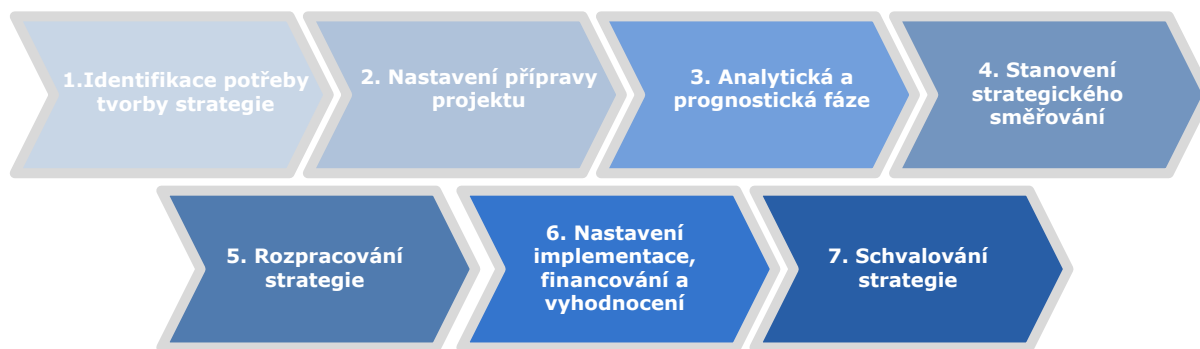 1.Identifikace potřeby
tvorby strategie
2. Nastavení přípravy
projektu
3. Analytická a
prognostická fáze
4. Stanovení
strategického
směřování
5. Rozpracování
strategie
6. Nastavení
implementace,
financování a
vyhodnocení
7. Schvalování
strategie